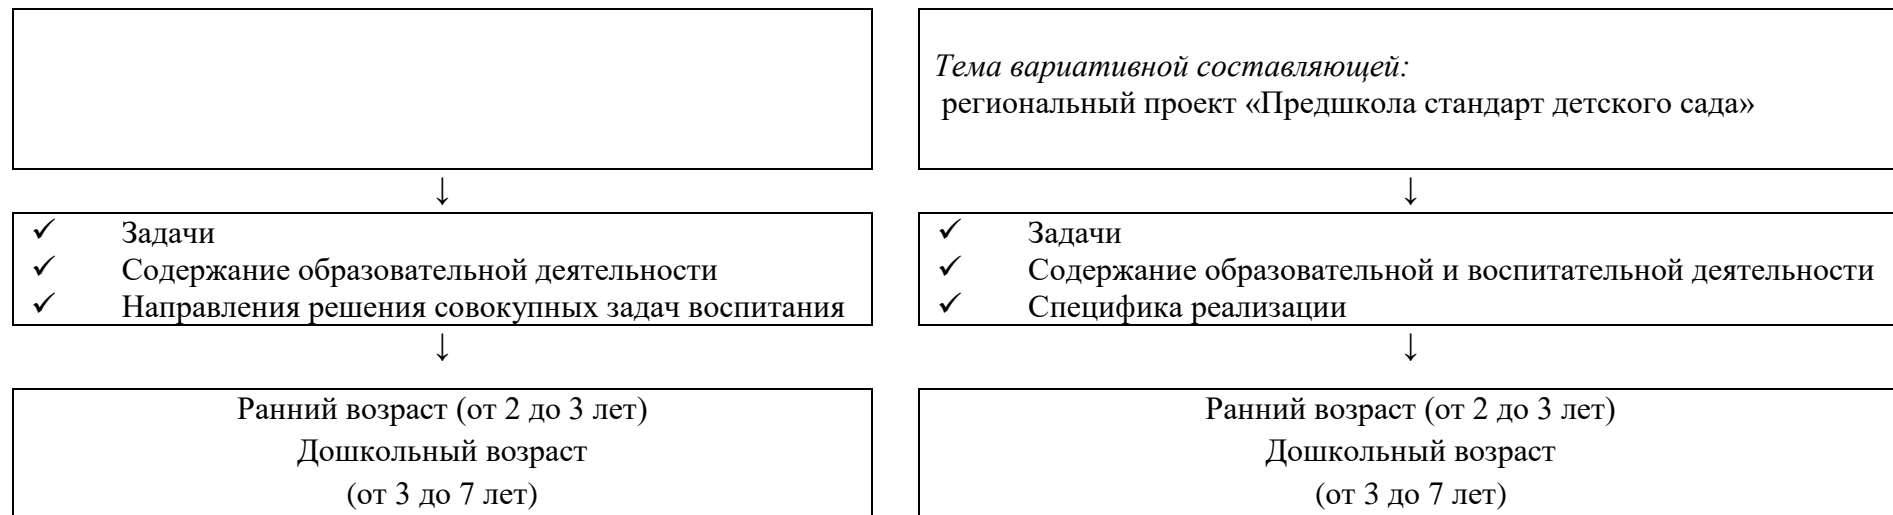 Тема вариативной составляющей:
региональный проект «Предшкола стандарт детского сада»
↓
↓
✓ Задачи
✓ Содержание образовательной деятельности
✓ Направления решения совокупных задач воспитания
✓ Задачи
✓ Содержание образовательной и воспитательной деятельности
✓ Специфика реализации
↓
↓
Ранний возраст (от 2 до 3 лет)
Дошкольный возраст
(от 3 до 7 лет)
Ранний возраст (от 2 до 3 лет)
Дошкольный возраст
(от 3 до 7 лет)